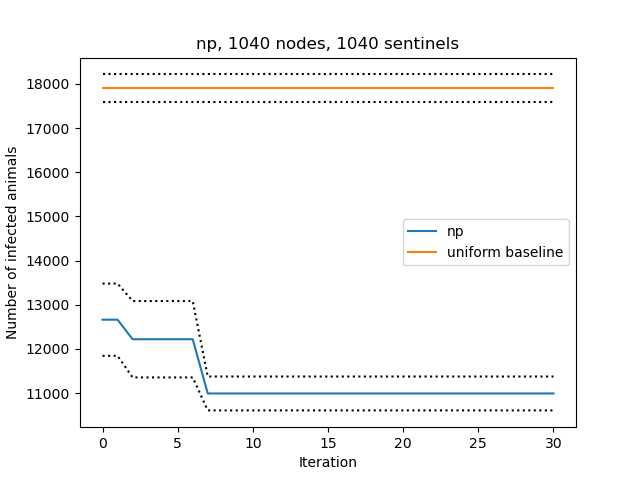 np, 1040 nodes, 1040 sentinels
Number of infected animals
18000
17000
16000
15000
14000
13000
12000
11000
np
uniform baseline
0 5 10 15 20 25 30
Iteration